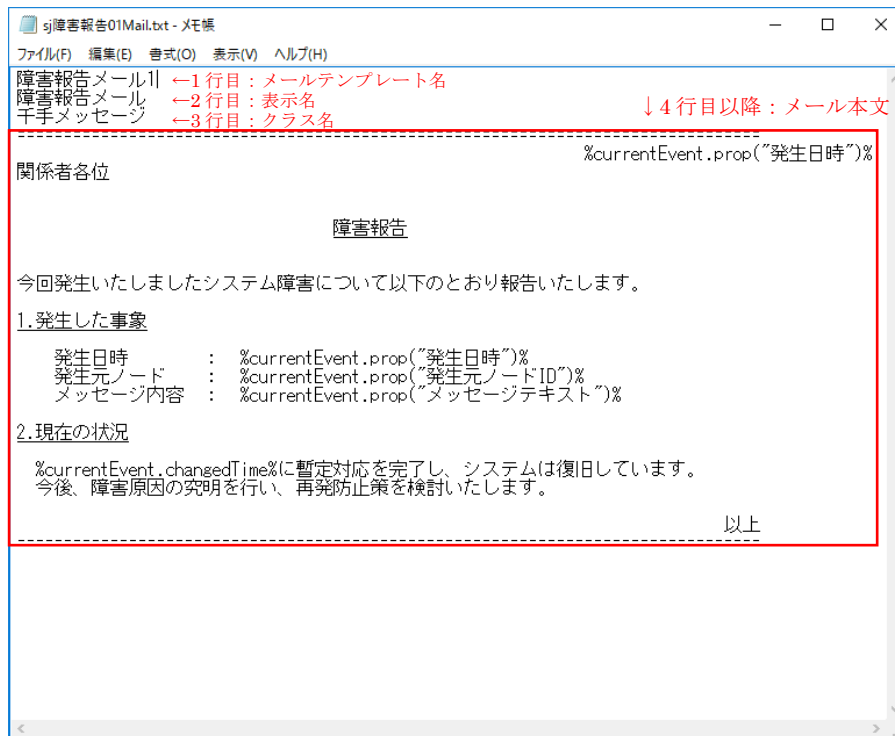 sj障害報告01Mail.txt - メモ帳
ファイル(F) 編集(E) 書式(O) 表示(V) ヘルプ(H)
障害報告メール1 ←1行目：メールテンプレート名
障害報告メール ←2行目：表示名
千手メッセージ ←3行目：クラス名
↓4行目以降：メール本文
--------------------------------------------------------------------------------
%currentEvent.prop("発生日時")%
関係者各位
障害報告
今回発生いたしましたシステム障害について以下のとおり報告いたします。
1.発生した事象
発生日時 : %currentEvent.prop("発生日時")%
発生元ノード : %currentEvent.prop("発生元ノードID")%
メッセージ内容 : %currentEvent.prop("メッセージテキスト")%
2.現在の状況
%currentEvent.changedTime%に暫定対応を完了し、システムは復旧しています。
今後、障害原因の究明を行い、再発防止策を検討いたします。
以上
--------------------------------------------------------------------------------